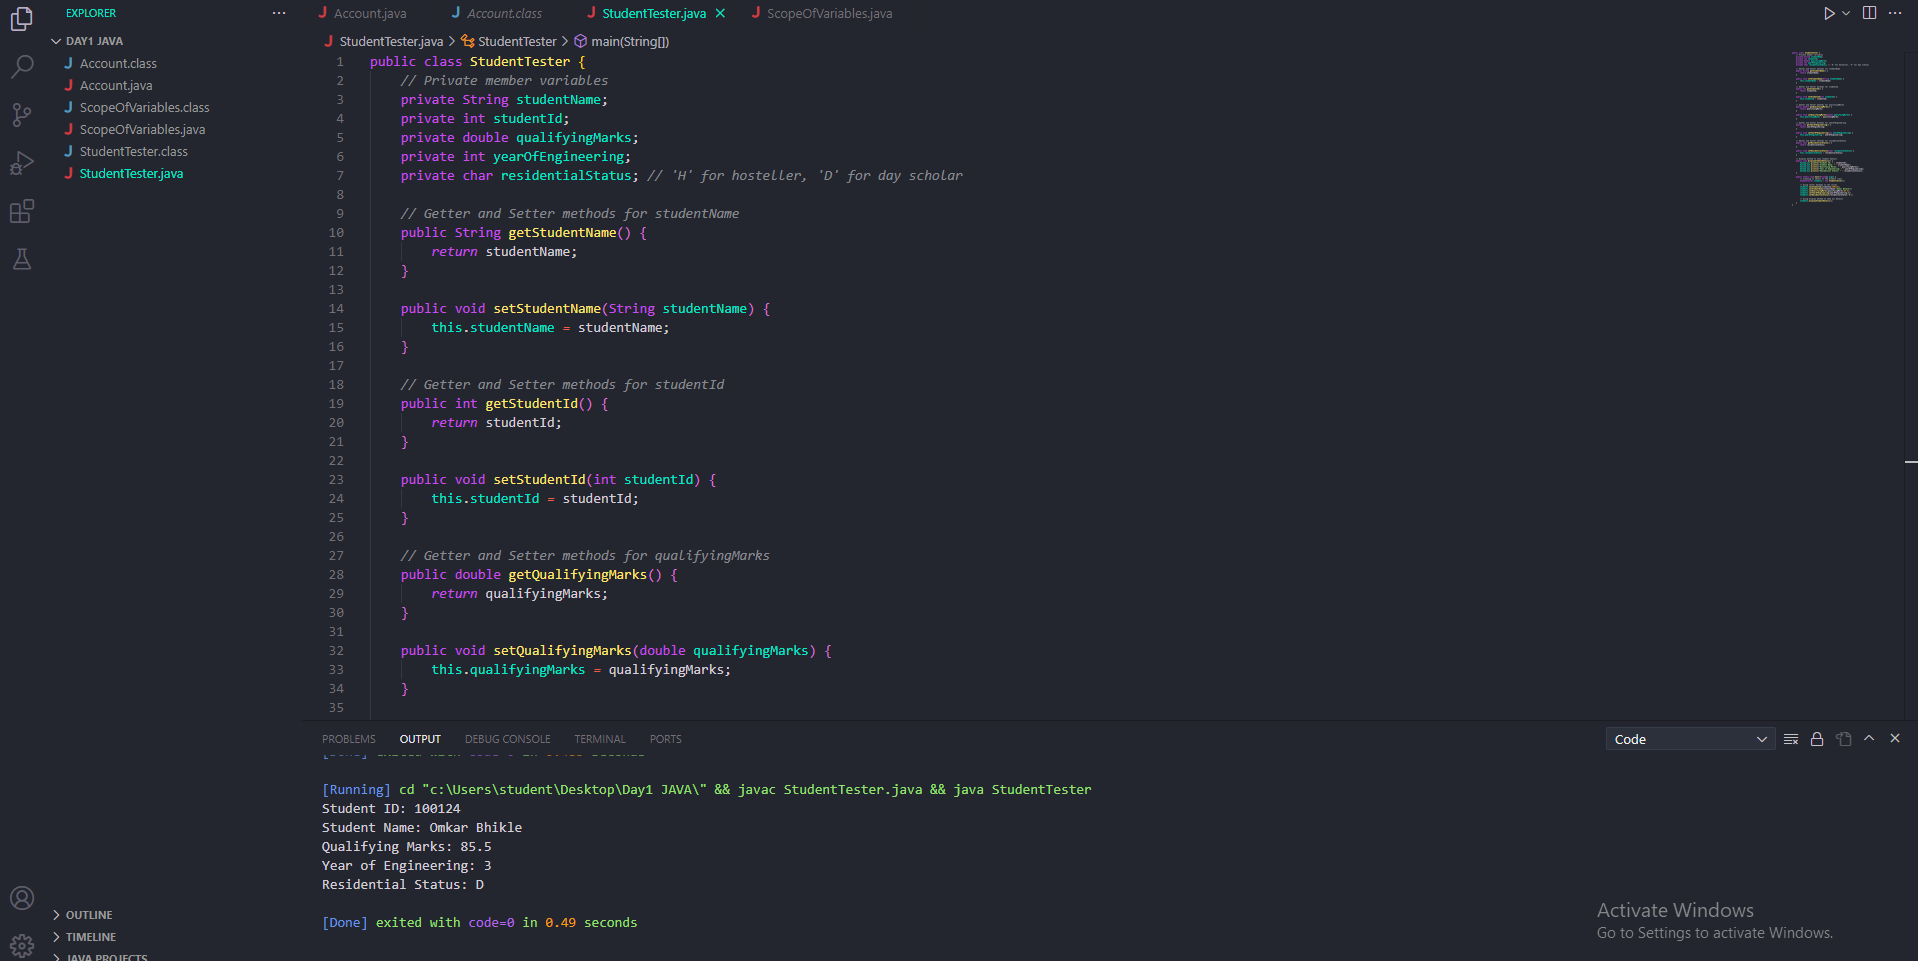 EXPLORER
DAY1 JAVA
Account.class
Account.java
ScopeOfVariables.class
ScopeOfVariables.java
StudentTester.class
StudentTester.java
OUTLINE
TIMELINE
JAVA PROJECTS
Account.java Account.class StudentTester.java ScopeOfVariables.java
StudentTester.java > StudentTester > main(String[])
1 public class StudentTester {
2 // Private member variables
3 private String studentName;
4 private int studentId;
5 private double qualifyingMarks;
6 private int yearOfEngineering;
7 private char residentialStatus; // 'H' for hosteller, 'D' for day scholar
8
9 // Getter and Setter methods for studentName
10 public String getStudentName() {
11 return studentName;
12 }
13
14 public void setStudentName(String studentName) {
15 this.studentName = studentName;
16 }
17
18 // Getter and Setter methods for studentId
19 public int getStudentId() {
20 return studentId;
21 }
22
23 public void setStudentId(int studentId) {
24 this.studentId = studentId;
25 }
26
27 // Getter and Setter methods for qualifyingMarks
28 public double getQualifyingMarks() {
29 return qualifyingMarks;
30 }
31
32 public void setQualifyingMarks(double qualifyingMarks) {
33 this.qualifyingMarks = qualifyingMarks;
34 }
35
PROBLEMS OUTPUT DEBUG CONSOLE TERMINAL PORTS
Code
[Running] cd "c:\Users\student\Desktop\Day1 JAVA\" && javac StudentTester.java && java StudentTester
Student ID: 100124
Student Name: Omkar Bhikle
Qualifying Marks: 85.5
Year of Engineering: 3
Residential Status: D
[Done] exited with code=0 in 0.49 seconds
Activate Windows
Go to Settings to activate Windows.